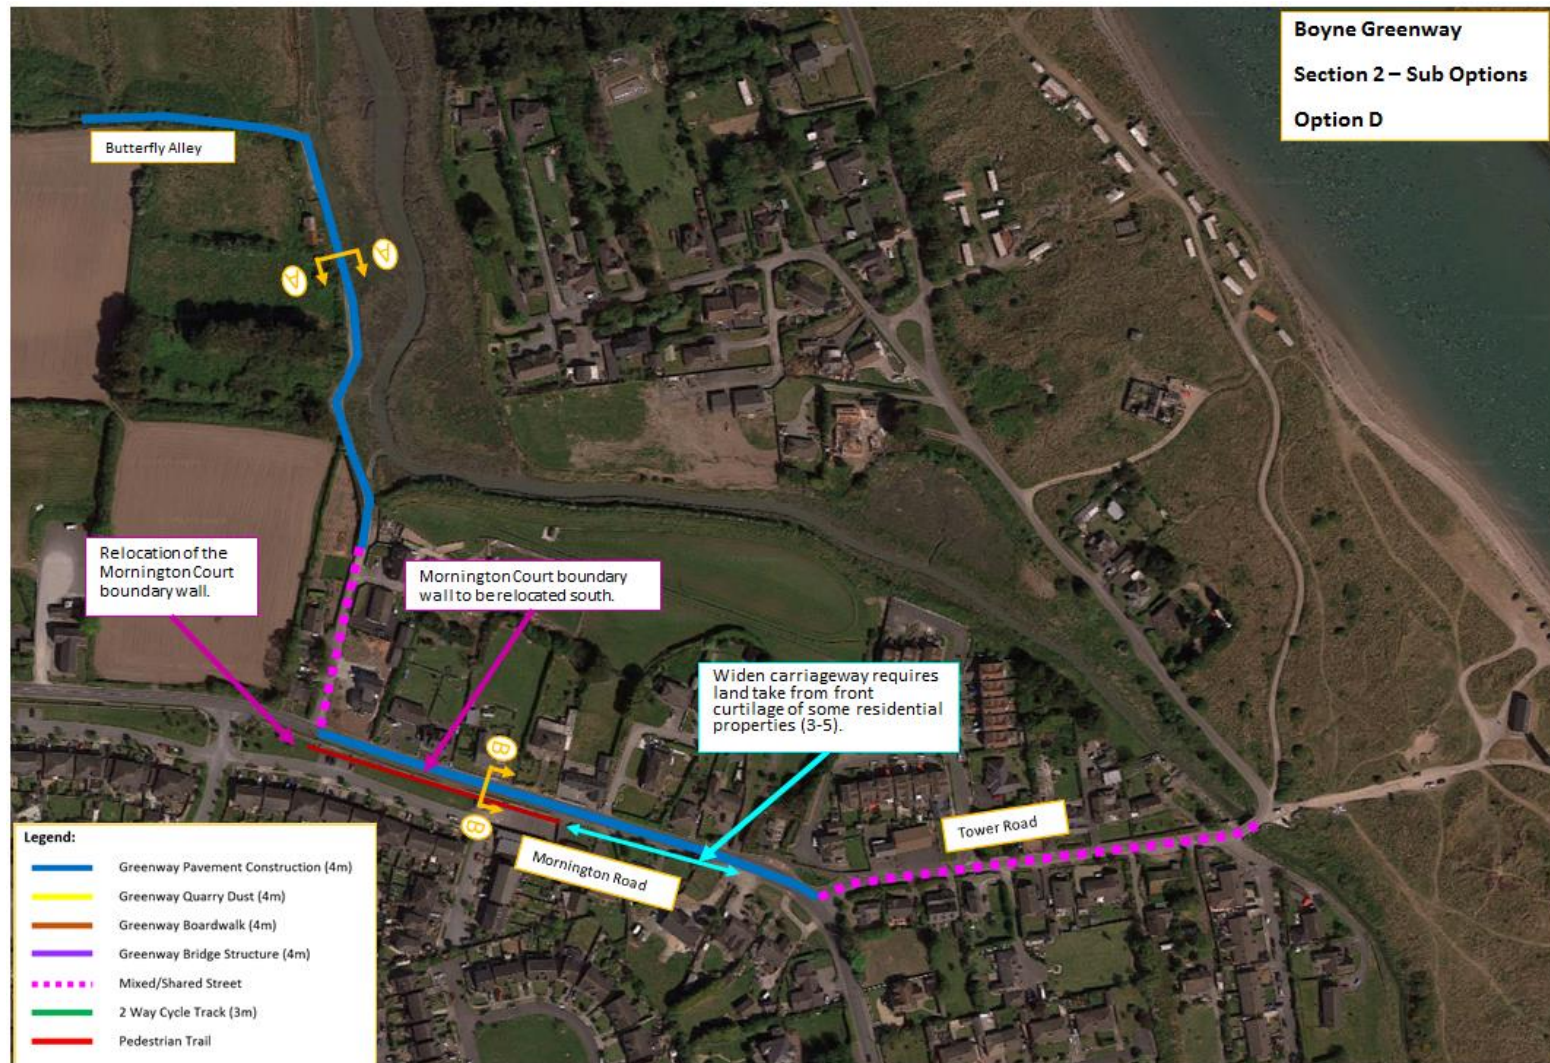 Boyne Greenway
Section 2 – Sub Options
Option D
Butterfly Alley
A
A
Relocation of the
Mornington Court
boundary wall.
Mornington Court boundary
wall to be relocated south.
Widen carriageway requires
land take from front
curtilage of some residential
properties (3-5).
B
B
Tower Road
Mornington Road
Legend:
Greenway Pavement Construction (4m)
Greenway Quarry Dust (4m)
Greenway Boardwalk (4m)
Greenway Bridge Structure (4m)
Mixed/Shared Street
2 Way Cycle Track (3m)
Pedestrian Trail